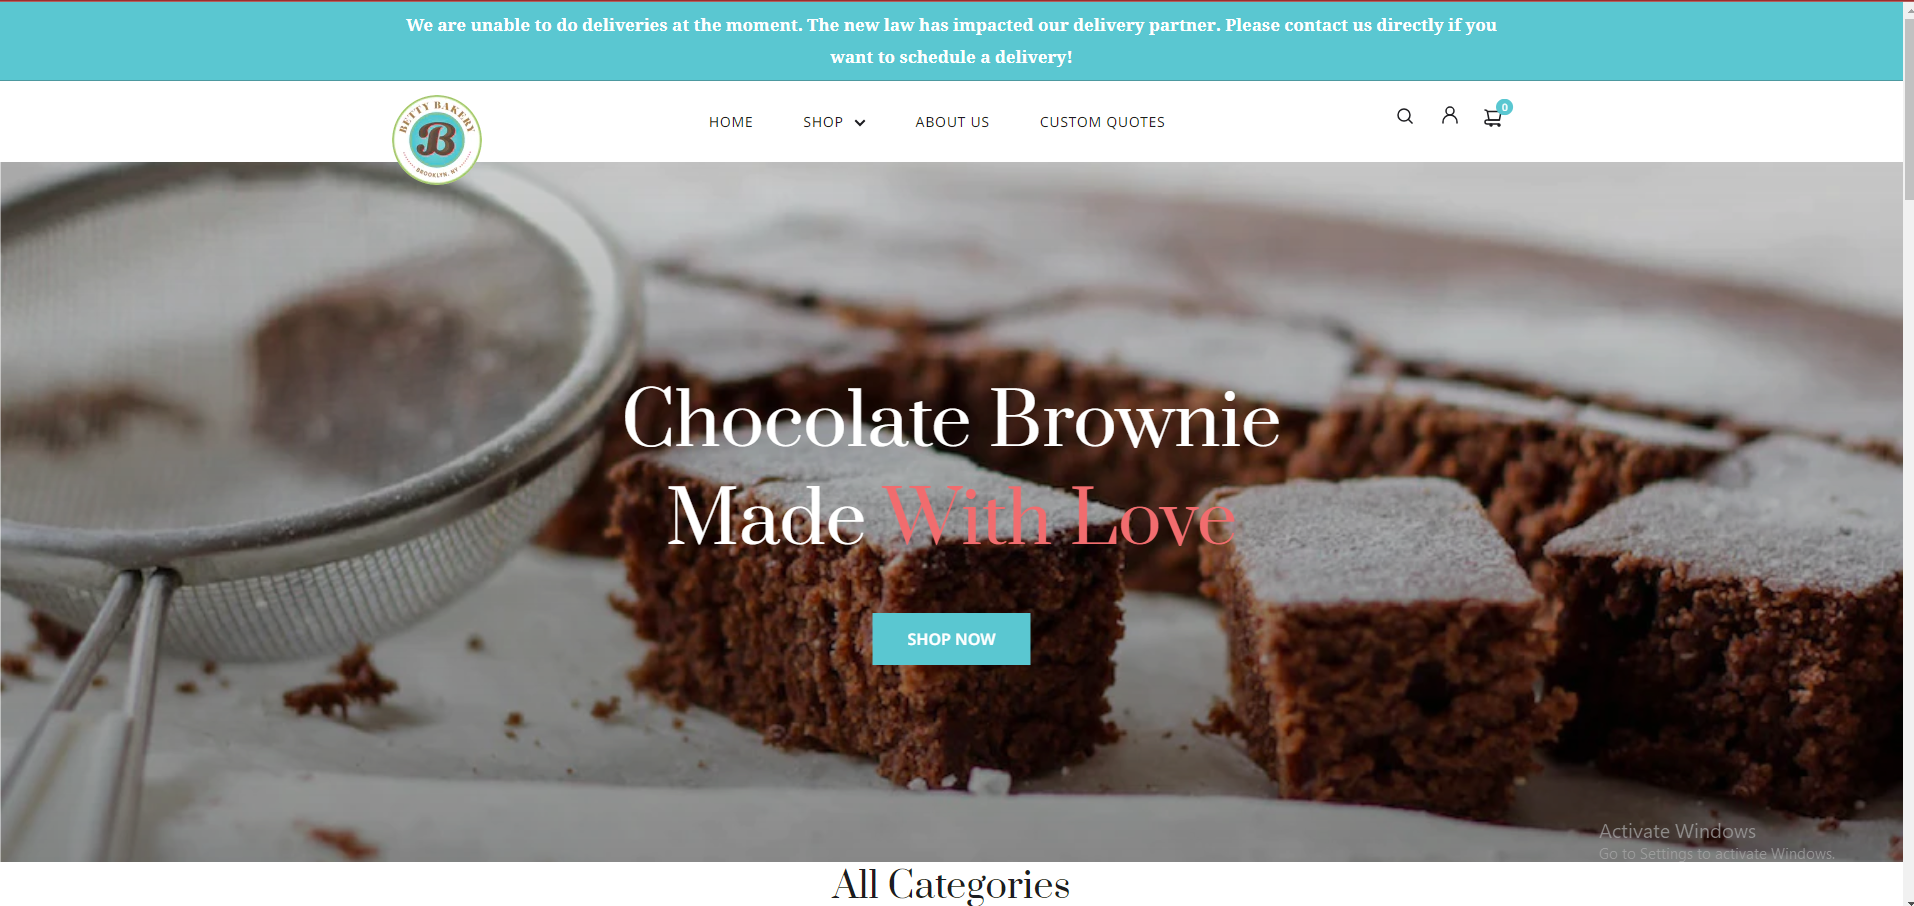 We are unable to do deliveries at the moment. The new law has impacted our delivery partner. Please contact us directly if you
want to schedule a delivery!
BETTY BAKERY
B
BROOKLYN, NY
HOME
SHOP
ABOUT US
CUSTOM QUOTES
0
Chocolate Brownie
Made With Love
SHOP NOW
Activate Windows
Go to Settings to activate Windows.
All Categories